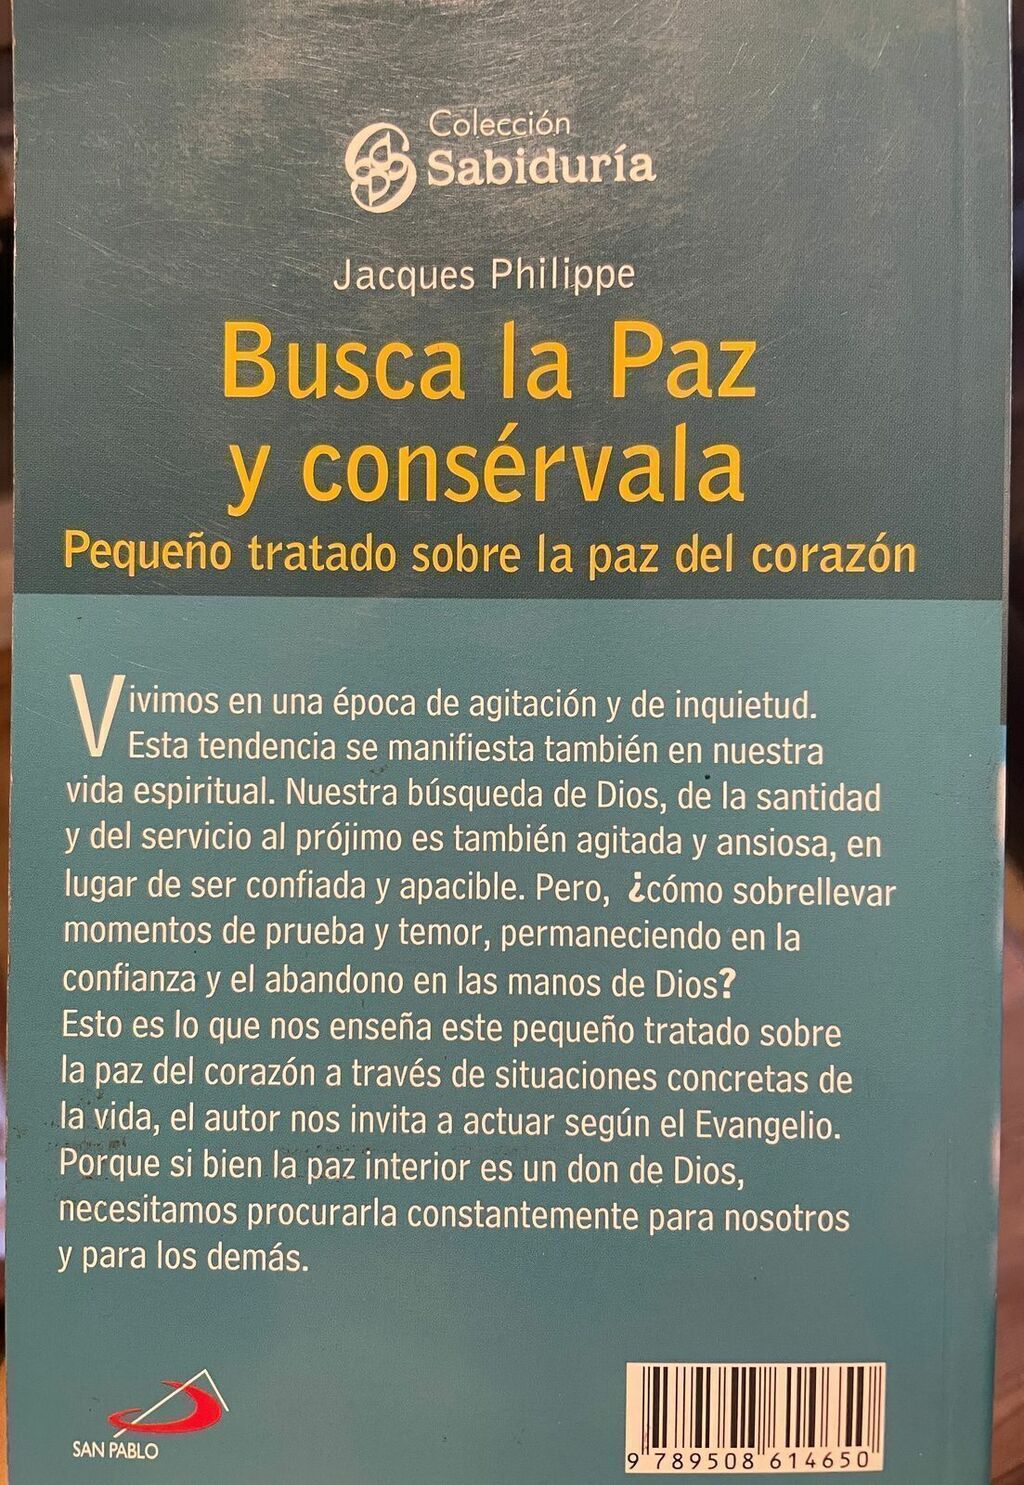 Colección
Sabiduría
Jacques Philippe
Busca la Paz
y consérvala
Pequeño tratado sobre la paz del corazón
Vivimos en una época de agitación y de inquietud.
Esta tendencia se manifiesta también en nuestra
vida espiritual. Nuestra búsqueda de Dios, de la santidad
y del servicio al prójimo es también agitada y ansiosa, en
lugar de ser confiada y apacible. Pero, ¿cómo sobrellevar
momentos de prueba y temor, permaneciendo en la
confianza y el abandono en las manos de Dios?
Esto es lo que nos enseña este pequeño tratado sobre
la paz del corazón a través de situaciones concretas de
la vida, el autor nos invita a actuar según el Evangelio.
Porque si bien la paz interior es un don de Dios,
necesitamos procurarla constantemente para nosotros
y para los demás.
SAN PABLO
9 789508 614650